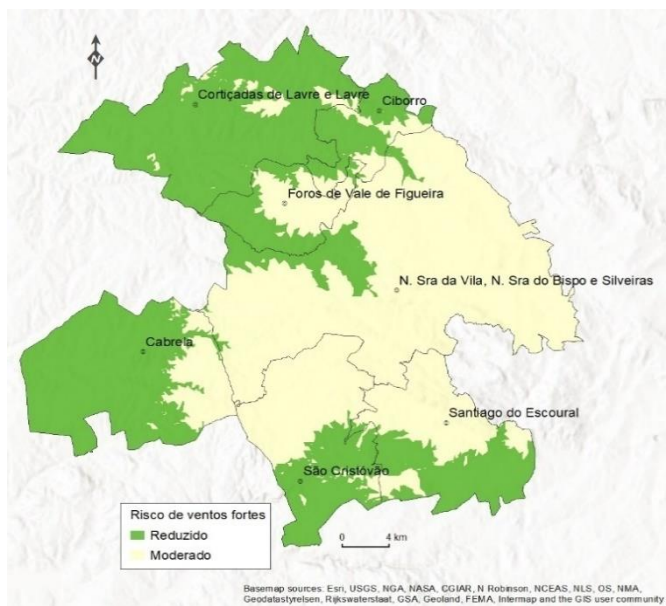 N
Cortiçadas de Lavre e Lavre
Ciborro
Foros de Vale de Figueira
N. Sra da Vila, N. Sra do Bispo e Silveiras
Cabrela
Santiago do Escoural
São Cristóvão
Risco de ventos fortes
Reduzido
Moderado
0 4 km
Basemap sources: Esri, USGS, NGA, NASA, CGIAR, N Robinson, NCEAS, NLS, OS, NMA,
Geodatastyrelsen, Rijkswaterstaat, GSA, Geoland, FEMA, Intermap and the GIS user community